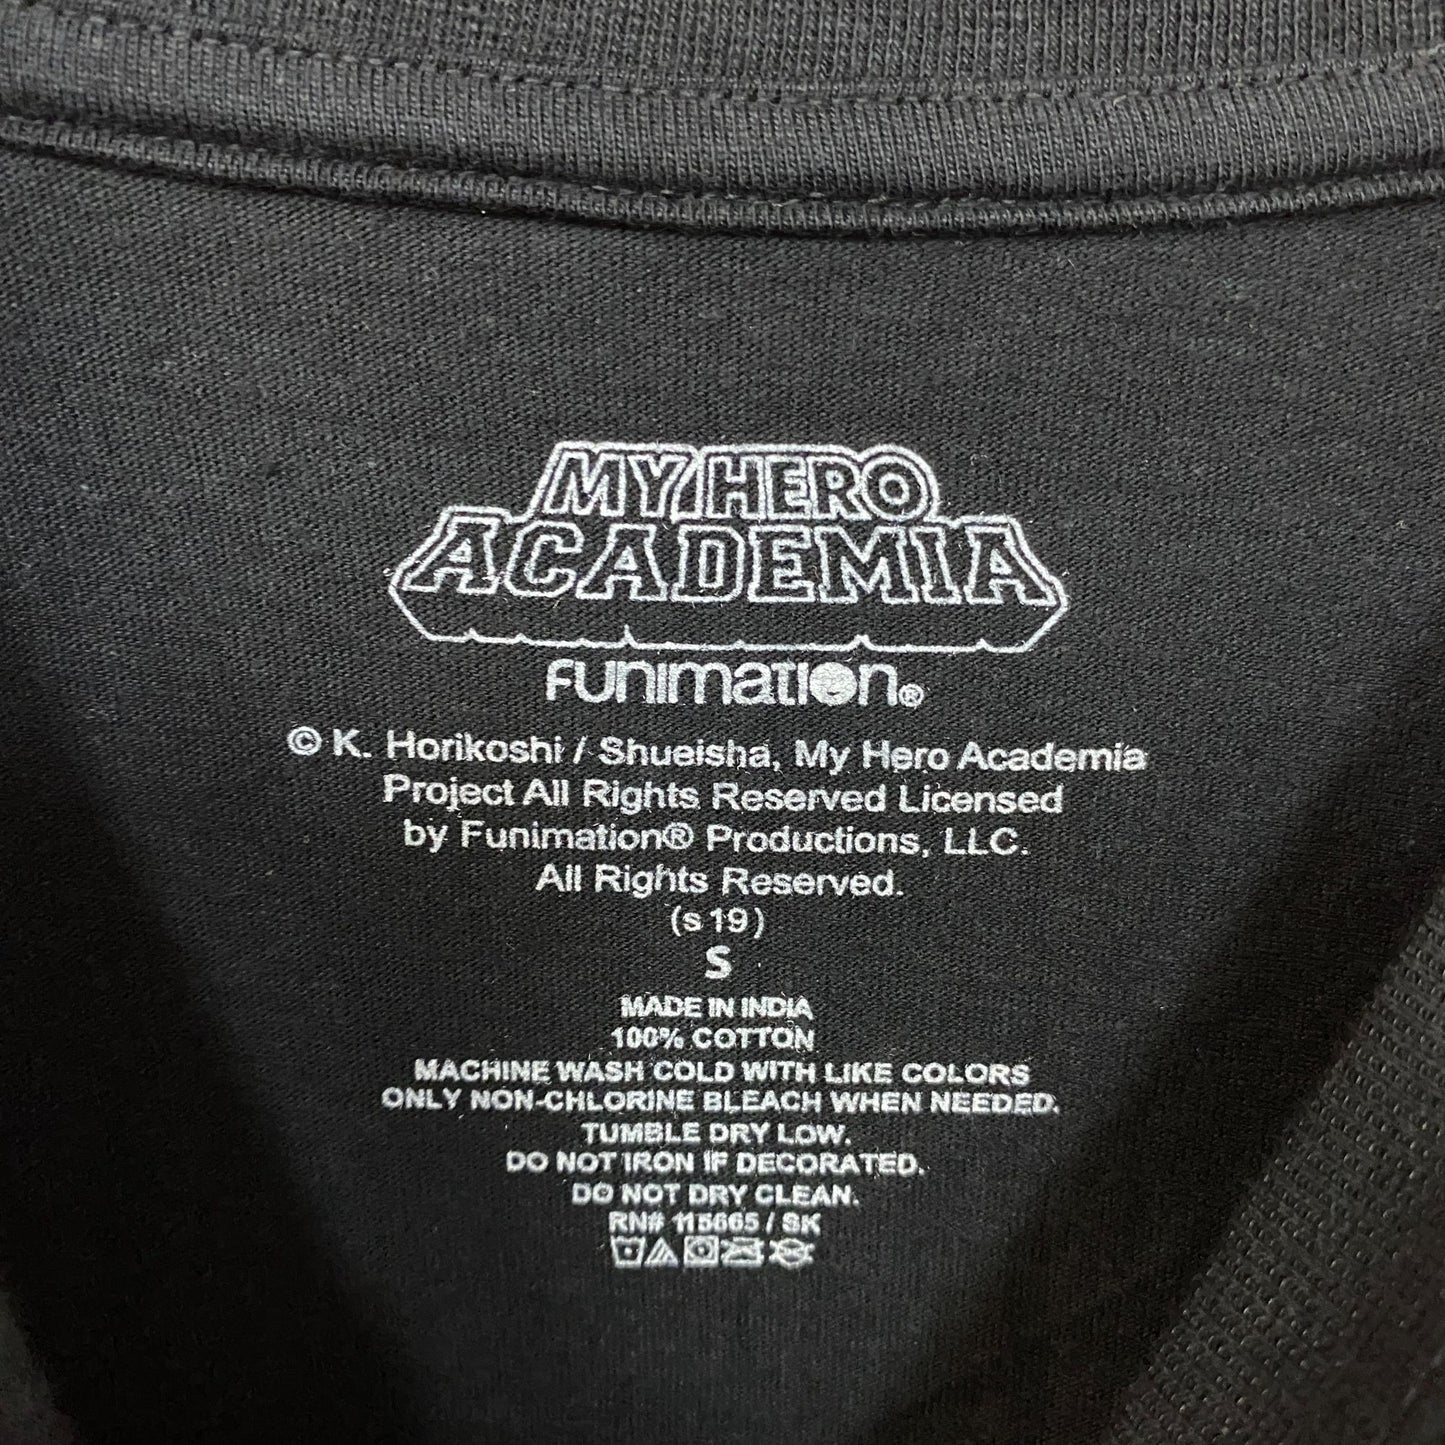 MY HERO
ACADEMIA
FUNIMATION®
© K. Horikoshi / Shueisha, My Hero Academia
Project All Rights Reserved Licensed
by Funimation® Productions, LLC.
All Rights Reserved.
(s19)
S
MADE IN INDIA
100% COTTON
MACHINE WASH COLD WITH LIKE COLORS
ONLY NON-CHLORINE BLEACH WHEN NEEDED.
TUMBLE DRY LOW.
DO NOT IRON IF DECORATED.
DO NOT DRY CLEAN.
RN# 115665 / SK